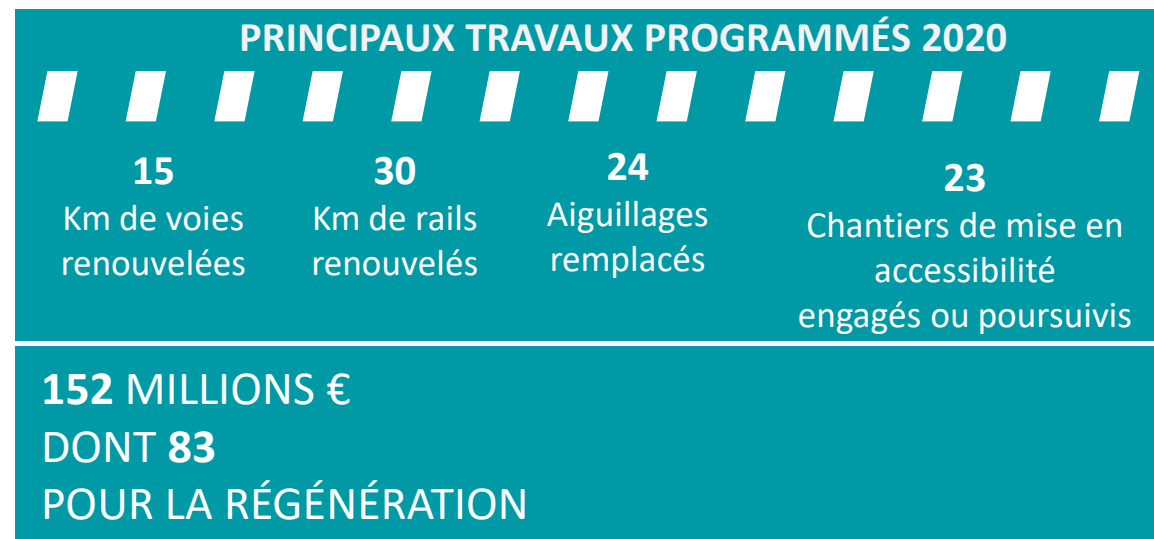 PRINCIPAUX TRAVAUX PROGRAMMÉS 2020
15
Km de voies
renouvelées
30
Km de rails
renouvelés
24
Aiguillages
remplacés
23
Chantiers de mise en
accessibilité
engagés ou poursuivis
152 MILLIONS €
DONT 83
POUR LA RÉGÉNÉRATION